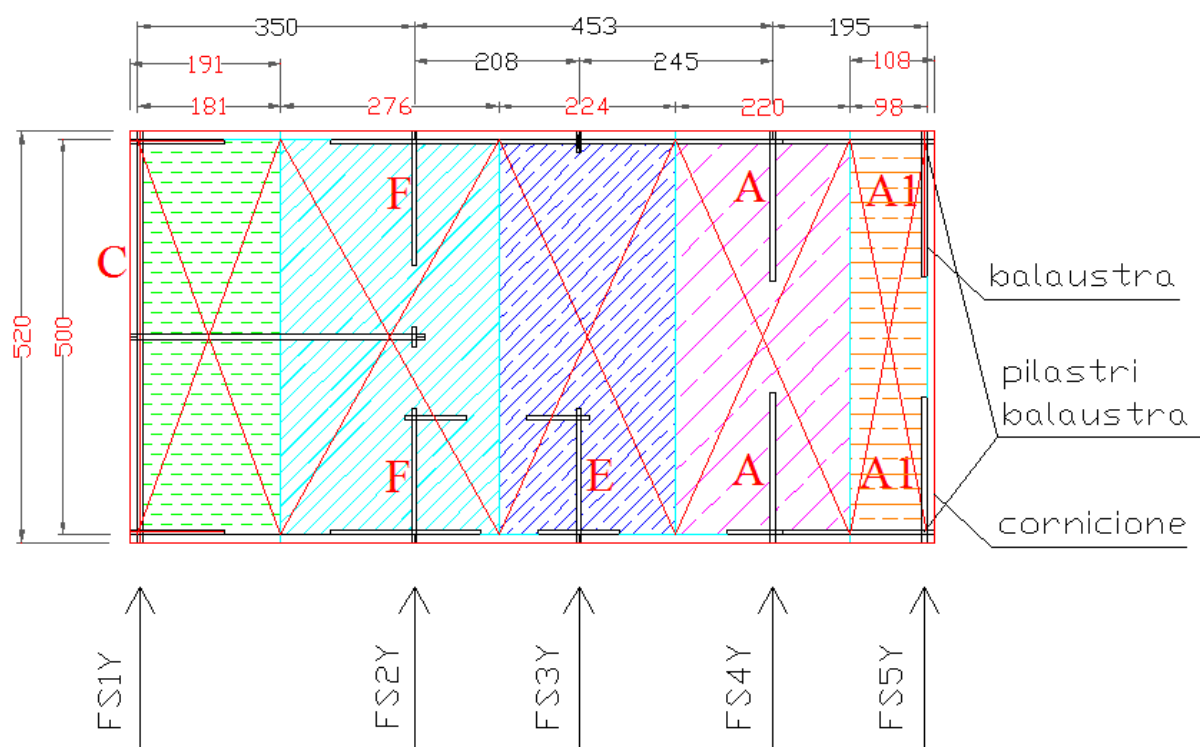 350
453
195
191
208
245
108
181
276
224
220
98
F
A
A1
C
balaustra
520
500
pilastri
balaustra
F
E
A
A1
cornicione
FS1Y
FS2Y
FS3Y
FS4Y
FS5Y